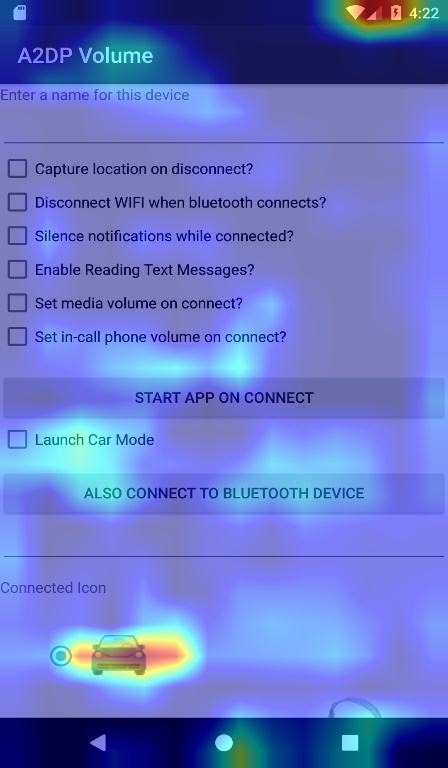 4:22
A2DP Volume
Enter a name for this device
Capture location on disconnect?
Disconnect WIFI when bluetooth connects?
Silence notifications while connected?
Enable Reading Text Messages?
Set media volume on connect?
Set in-call phone volume on connect?
START APP ON CONNECT
Launch Car Mode
ALSO CONNECT TO BLUETOOTH DEVICE
Connected Icon